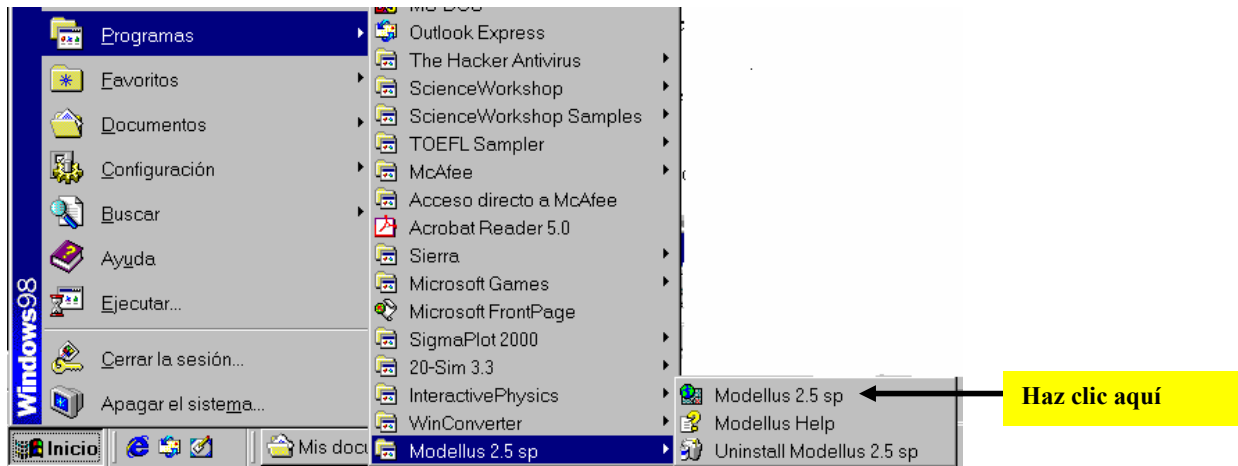 Programas
Favoritos
Documentos
Configuración
Buscar
Ayuda
Ejecutar...
Cerrar la sesión...
Apagar el sistema...
Windows98
Inicio
Mis docu
MS-DOS
Outlook Express
The Hacker Antivirus
ScienceWorkshop
ScienceWorkshop Samples
TOEFL Sampler
McAfee
Acceso directo a McAfee
Acrobat Reader 5.0
Sierra
Microsoft Games
Microsoft FrontPage
SigmaPlot 2000
20-Sim 3.3
InteractivePhysics
WinConverter
Modellus 2.5 sp
Modellus 2.5 sp
Modellus Help
Uninstall Modellus 2.5 sp
Haz clic aquí